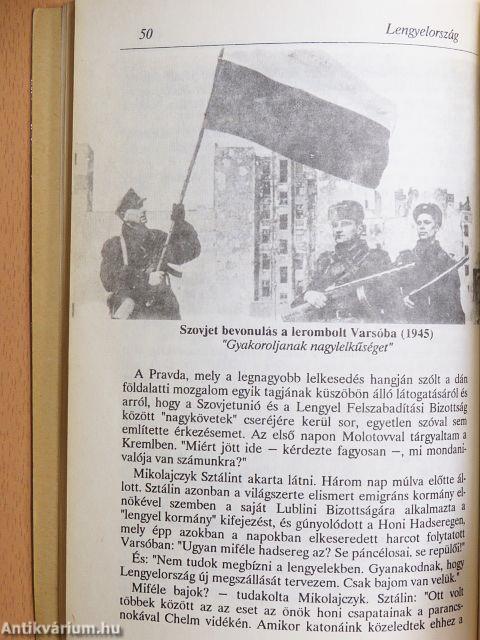 50
Lengyelország
Szovjet bevonulás a lerombolt Varsóba (1945)
"Gyakoroljanak nagylelkűséget"
A Pravda, mely a legnagyobb lelkesedés hangján szólt a dán
földalatti mozgalom egyik tagjának küszöbön álló látogatásáról és
arról, hogy a Szovjetunió és a Lengyel Felszabadítási Bizottság
között "nagykövetek" cseréjére kerül sor, egyetlen szóval sem
említette érkezésemet. Az első napon Molotovval tárgyaltam a
Kremlben. "Miért jött ide — kérdezte fagyosan —, mi mondani-
valója van számunkra?"
Mikolajczyk Sztálint akarta látni. Három nap múlva előtte ál-
lott. Sztálin azonban a világszerte elismert emigráns kormány el-
nökével szemben a saját Lublini Bizottságára alkalmazta a
"lengyel kormány" kifejezést, és gúnyolódott a Honi Hadseregen,
mely épp azokban a napokban elkeseredett harcot folytatott
Varsóban: "Ugyan miféle hadsereg az? Se páncélosai, se repülői!"
És: "Nem tudok megbízni a lengyelekben. Gyanakodnak, hogy
Lengyelország új megszállását tervezem. Csak bajom van velük."
Miféle bajok? — tudakolta Mikolajczyk. Sztálin: "Ott volt
többek között az az eset az önök honi csapatainak a parancs-
nokával Chelm vidékén. Amikor katonáink közeledtek ehhez a
Antikvárium.hu